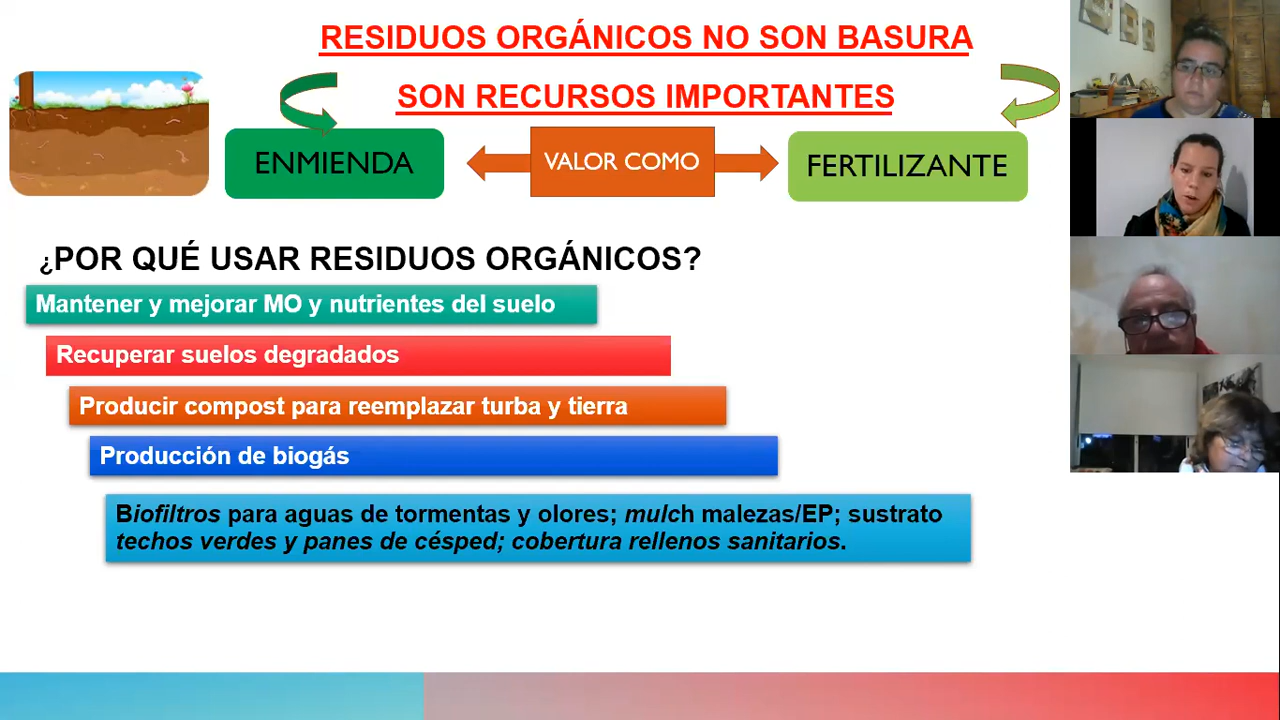 RESIDUOS ORGÁNICOS NO SON BASURA
SON RECURSOS IMPORTANTES
ENMIENDA
VALOR COMO
FERTILIZANTE
¿POR QUÉ USAR RESIDUOS ORGÁNICOS?
Mantener y mejorar MO y nutrientes del suelo
Recuperar suelos degradados
Producir compost para reemplazar turba y tierra
Producción de biogás
Biofiltros para aguas de tormentas y olores; mulch malezas/EP; sustrato
techos verdes y panes de césped; cobertura rellenos sanitarios.